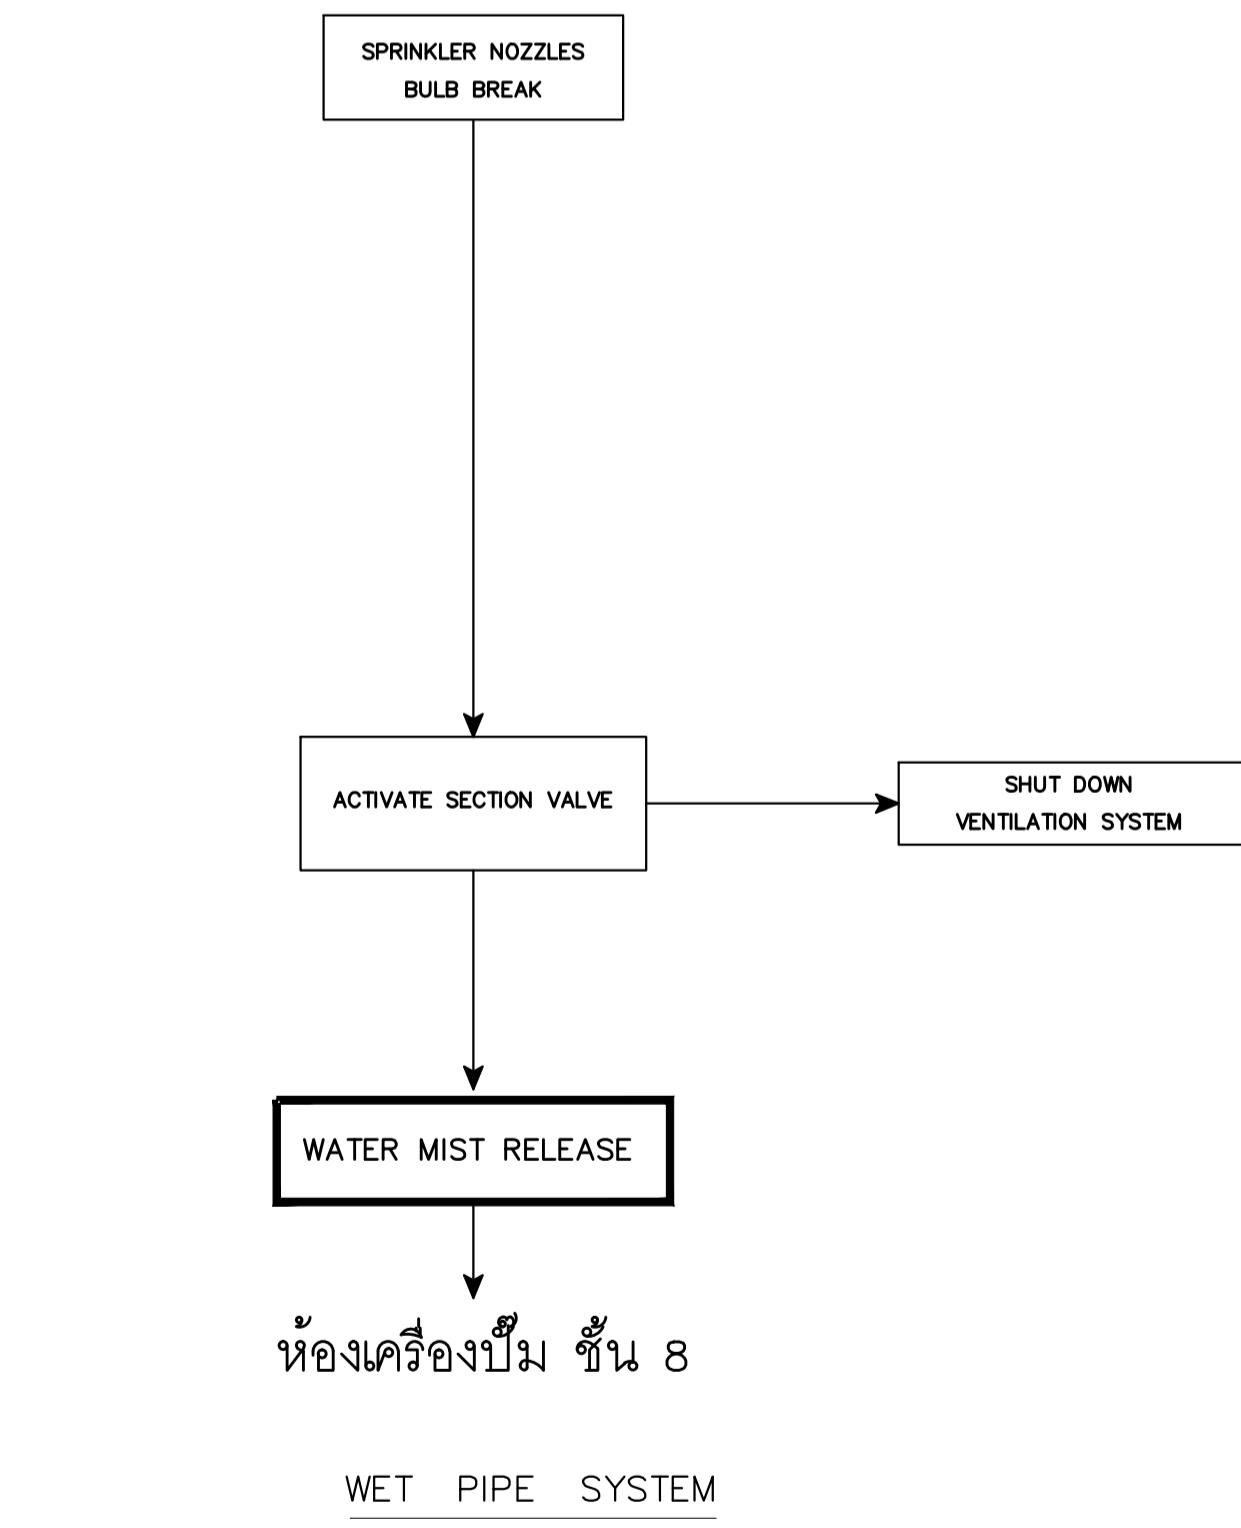 SPRINKLER NOZZLES
BULB BREAK
ACTIVATE SECTION VALVE
SHUT DOWN
VENTILATION SYSTEM
WATER MIST RELEASE
ห้องเครื่องปั๊ม ชั้น 8
WET PIPE SYSTEM